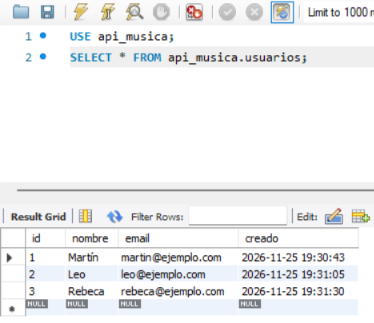 Limit to 1000 r
1 USE api_musica;
2 SELECT * FROM api_musica.usuarios;
Result Grid Filter Rows: Edit:
id nombre email creado
1 Martín martin@ejemplo.com 2026-11-25 19:30:43
2 Leo leo@ejemplo.com 2026-11-25 19:31:05
3 Rebeca rebeca@ejemplo.com 2026-11-25 19:31:30
NULL NULL NULL NULL